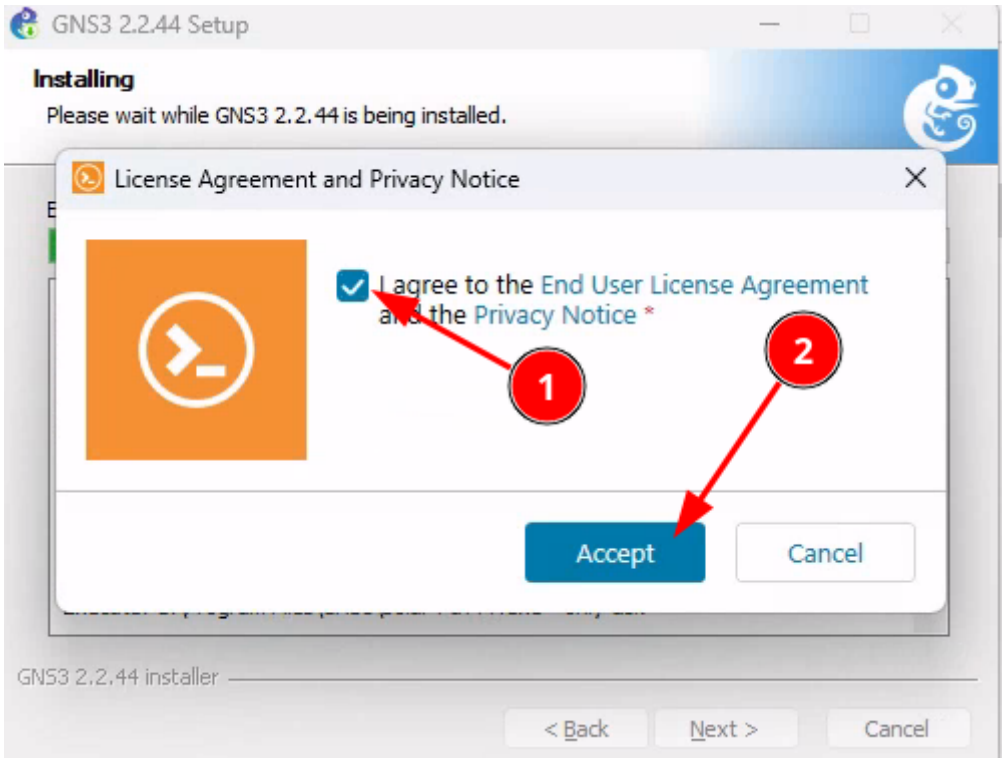 GNS3 2.2.44 Setup
Installing
Please wait while GNS3 2.2.44 is being installed.
License Agreement and Privacy Notice
E
I agree to the End User License Agreement
and the Privacy Notice *
1
2
Accept
Cancel
GNS3 2.2.44 installer
< Back
Next >
Cancel